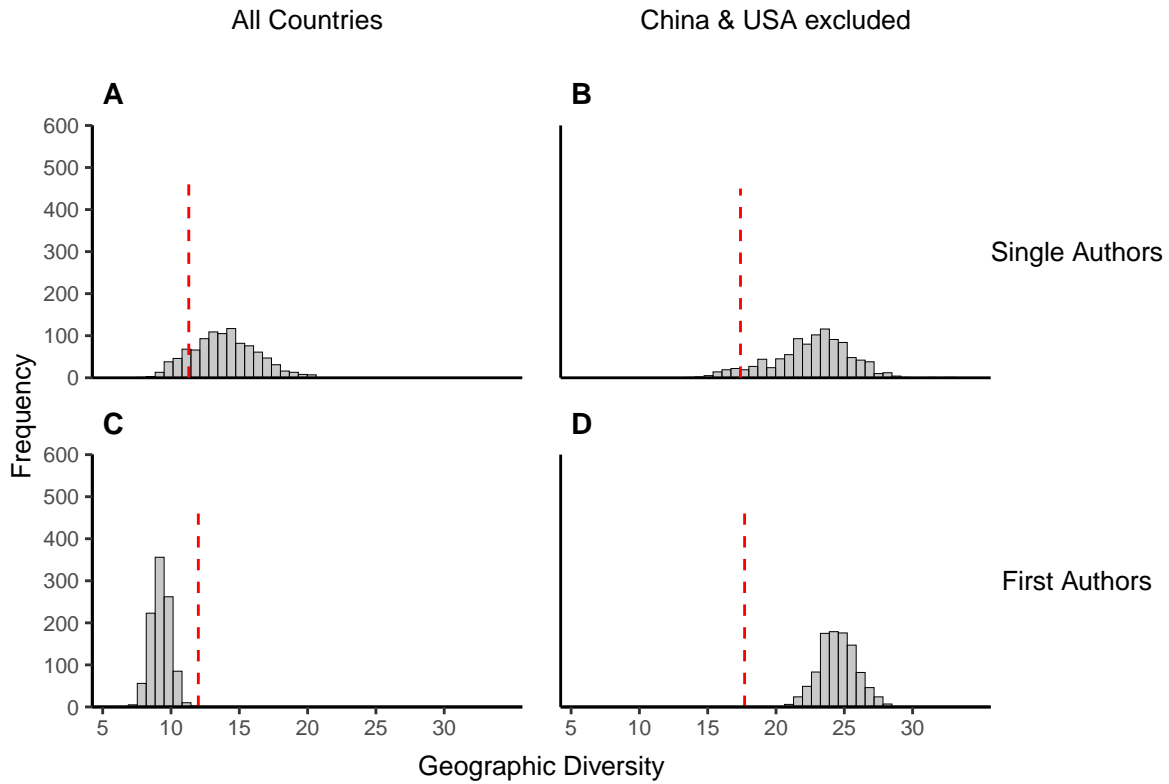 All Countries
China & USA excluded
A
B
600
500
400
300
200
100
0
Single Authors
Frequency
C
D
600
500
400
300
200
100
0
First Authors
5 10 15 20 25 30
5 10 15 20 25 30
Geographic Diversity